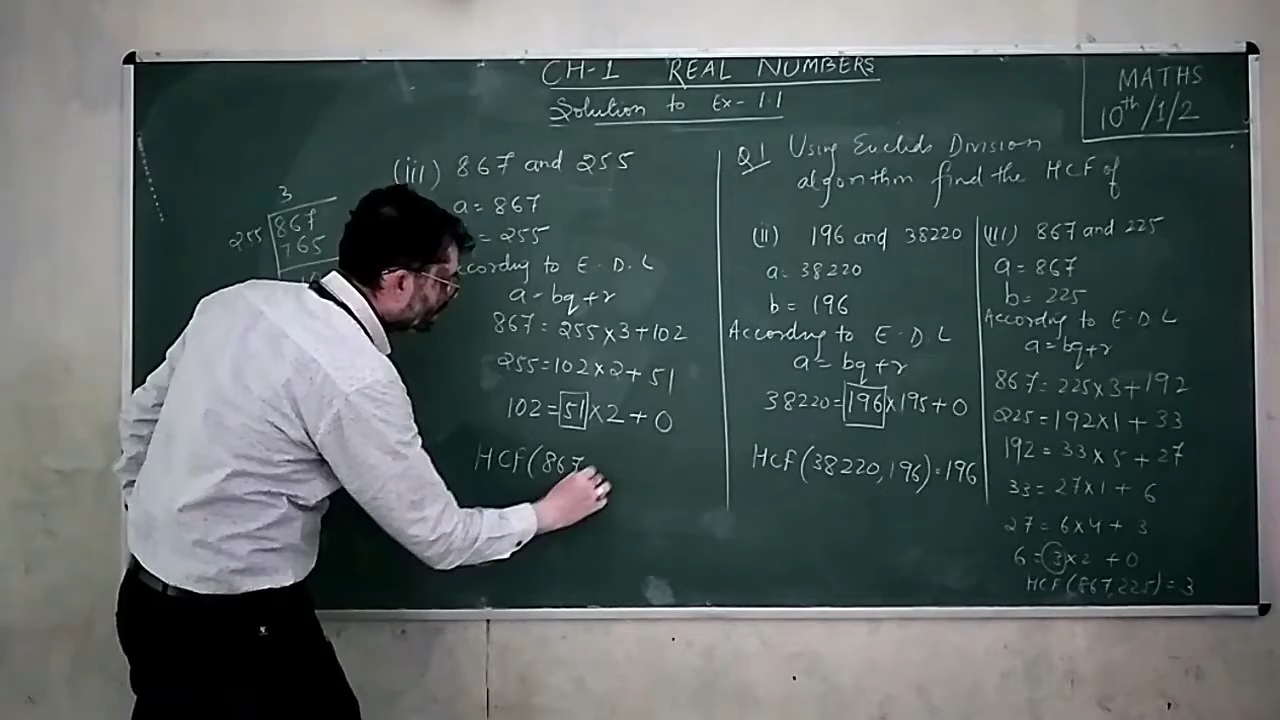 CH-1 REAL NUMBERS
Solution to Ex-1.1
MATHS
10th/1/2
(iii) 867 and 255
a = 867
= 255
ccording to E.D.L
a = bq+r
867 = 255×3+102
255=102×2+51
102=51×2+0
HCF(867
3
255 867
765
10
Q1 Using Euclids Division
algorithm find the HCF of
(ii) 196 and 38220
a = 38220
b = 196
According to E.D.L
a = bq+r
38220=196×195+0
HCF(38220,196)=196
(iii) 867 and 225
a = 867
b = 225
According to E.D.L
a=bq+r
867=225×3+192
225=192×1+33
192=33×5+27
33=27×1+6
27=6×4+3
6=3×2+0
HCF(867,225)=3